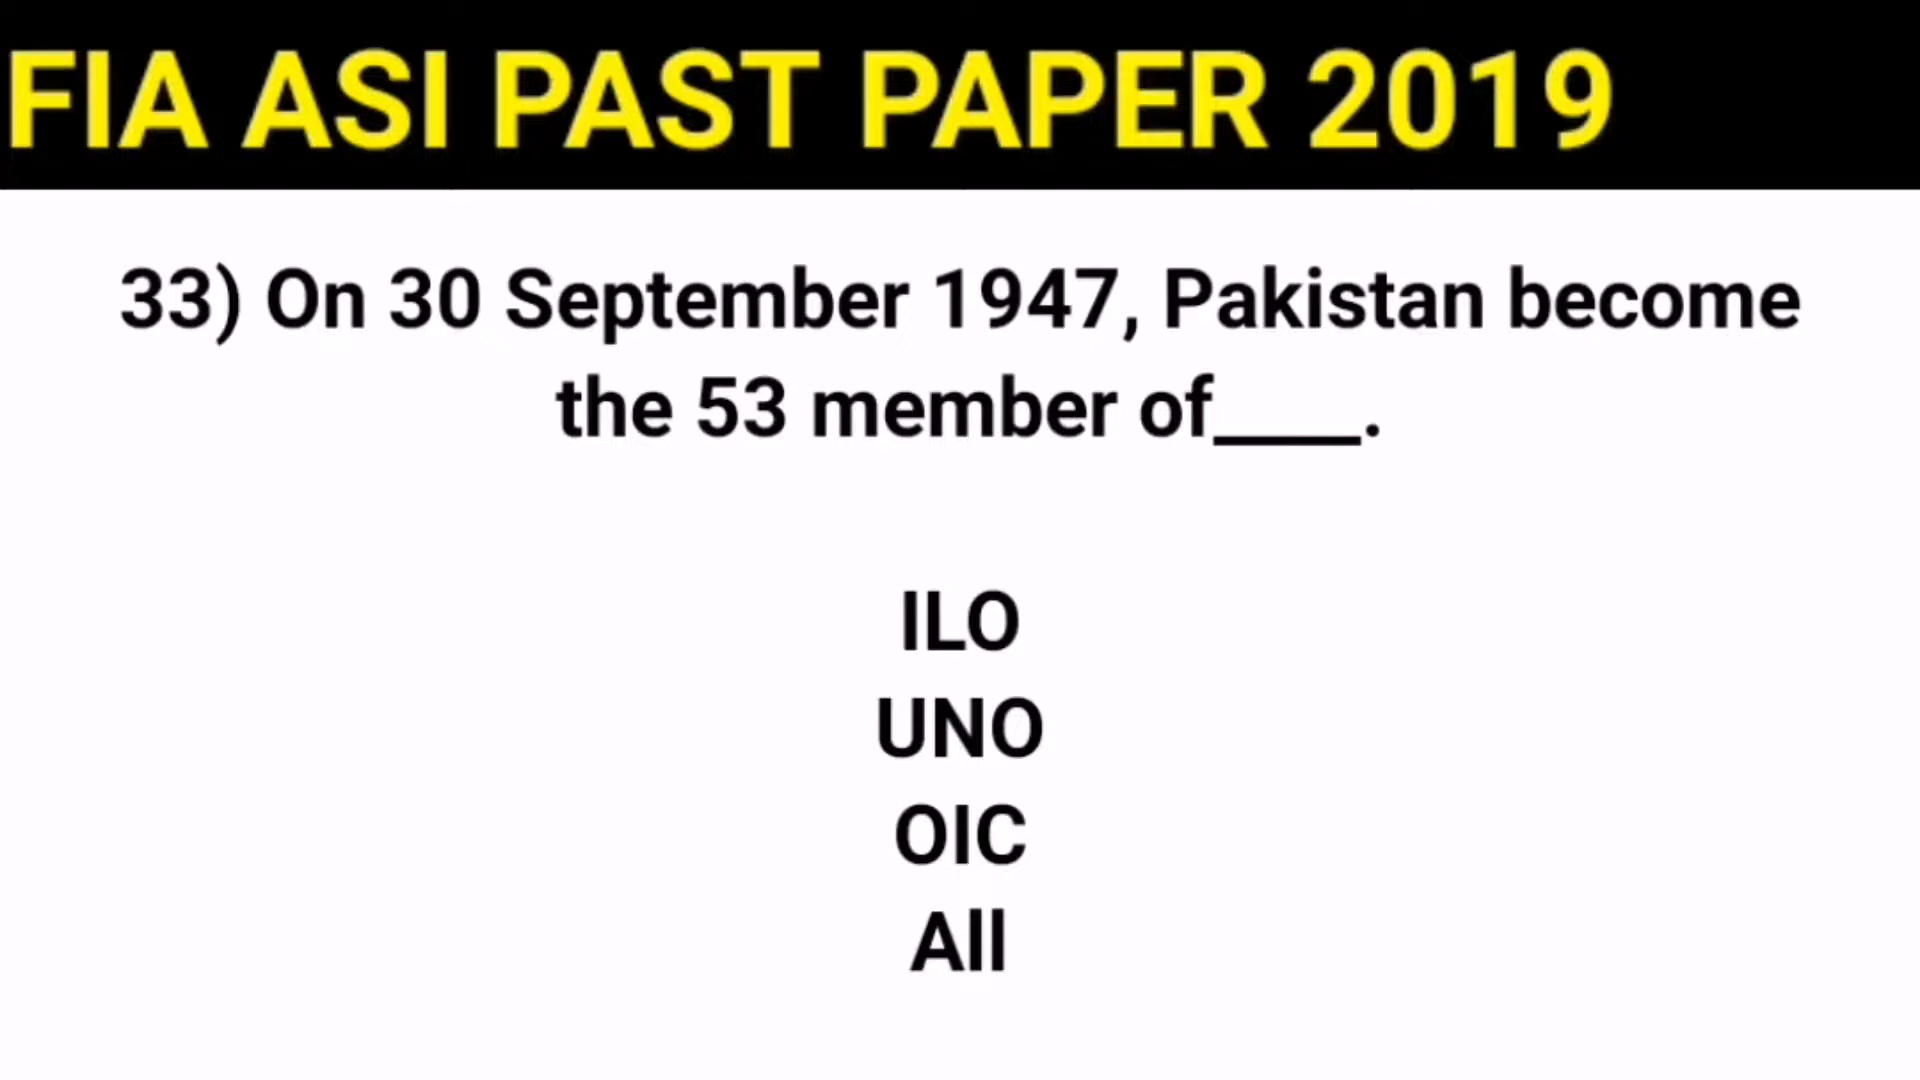 FIA ASI PAST PAPER 2019
33) On 30 September 1947, Pakistan become
the 53 member of____.
ILO
UNO
OIC
All